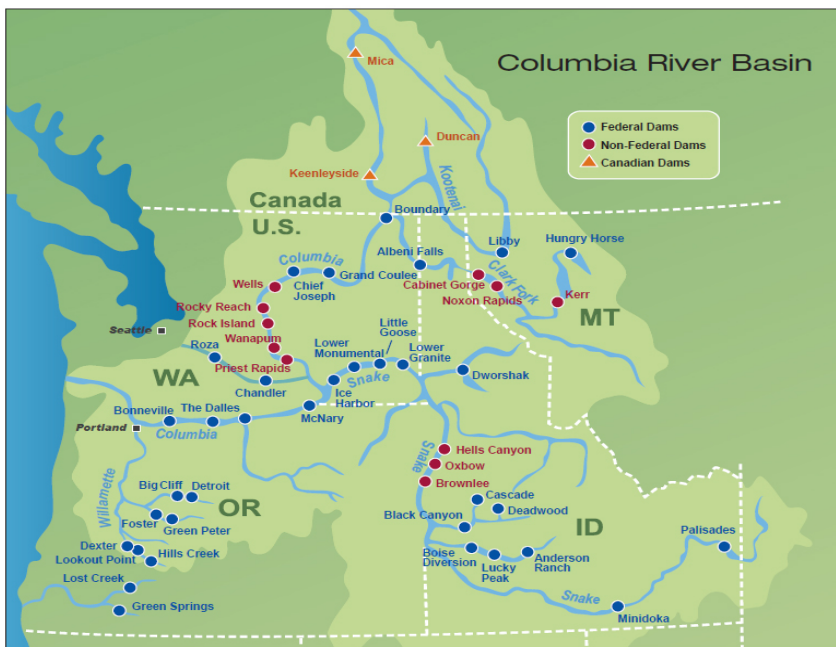 Columbia River Basin
Mica
Federal Dams
Non-Federal Dams
Canadian Dams
Duncan
Keenleyside
Kootenai
Canada
U.S.
Boundary
Columbia
Albeni Falls
Libby
Hungry Horse
Grand Coulee
Chief
Joseph
Wells
Cabinet Gorge
Clark Fork
Noxon Rapids
Kerr
Rocky Reach
Rock Island
MT
Seattle
Wanapum
Roza
Little
Goose
Lower
Monumental
Lower
Granite
Priest Rapids
WA
Snake
Dworshak
Chandler
Ice
Harbor
Bonneville
The Dalles
McNary
Portland
Columbia
Snake
Hells Canyon
Oxbow
Brownlee
Willamette
Big Cliff
Detroit
OR
Cascade
Deadwood
Foster
Green Peter
Black Canyon
ID
Palisades
Dexter
Lookout Point
Hills Creek
Boise
Diversion
Lucky
Peak
Anderson
Ranch
Lost Creek
Snake
Green Springs
Minidoka